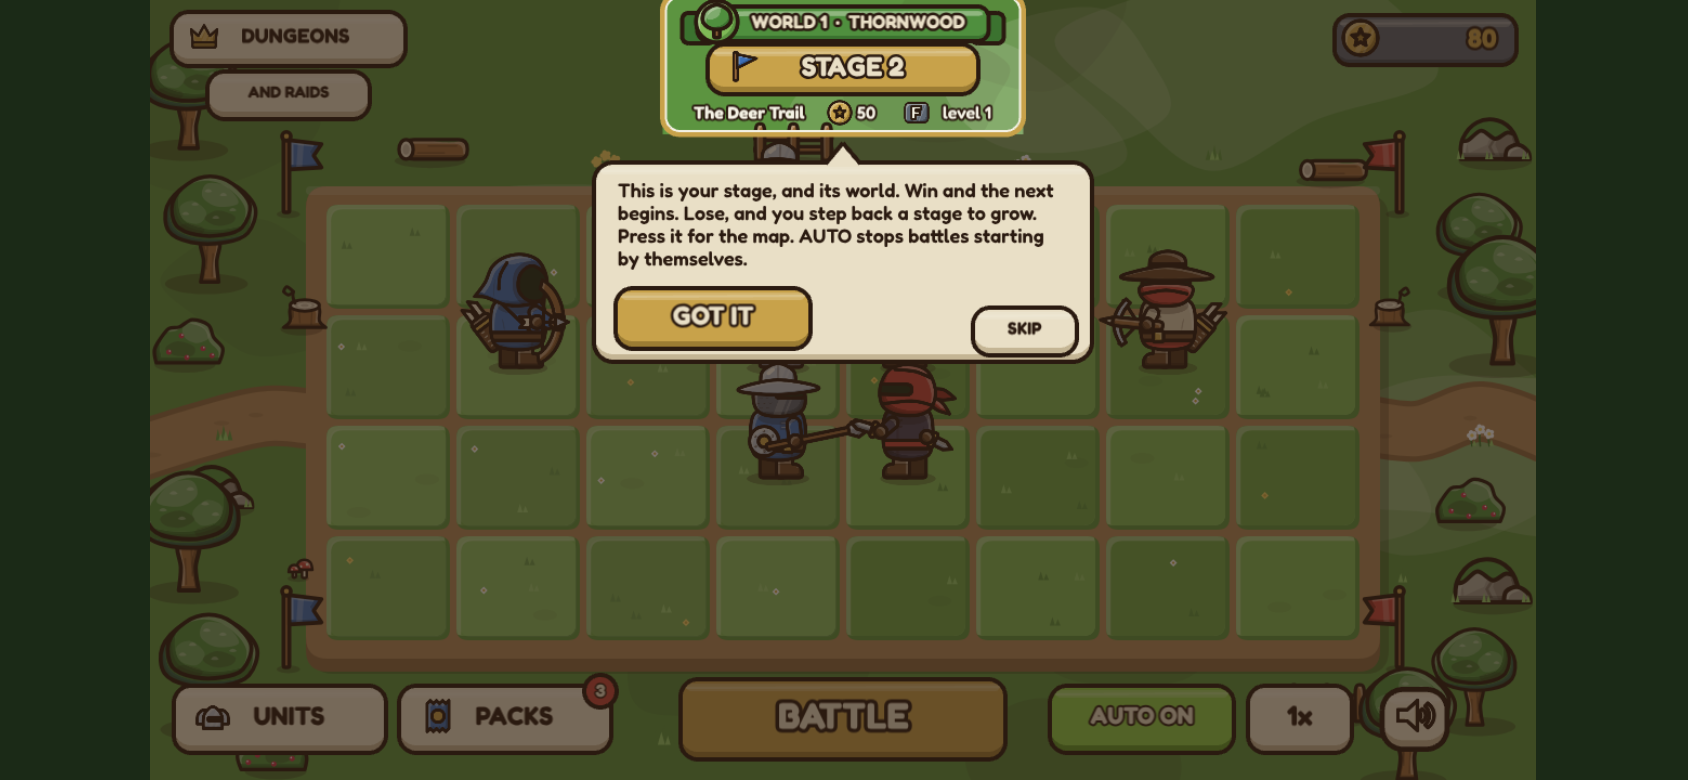 DUNGEONS
AND RAIDS
WORLD 1 · THORNWOOD
STAGE 2
The Deer Trail 50 F level 1
80
This is your stage, and its world. Win and the next
begins. Lose, and you step back a stage to grow.
Press it for the map. AUTO stops battles starting
by themselves.
GOT IT
SKIP
UNITS
PACKS
3
BATTLE
AUTO ON
1x